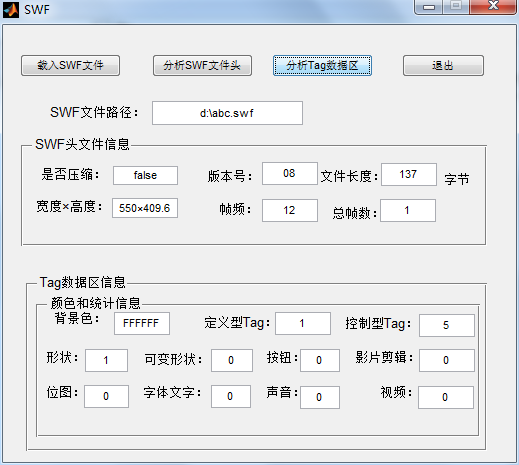 SWF
载入SWF文件 分析SWF文件头 分析Tag数据区 退出
SWF文件路径： d:\abc.swf
SWF头文件信息
是否压缩： false 版本号： 08 文件长度： 137 字节
宽度×高度： 550×409.6 帧频： 12 总帧数： 1
Tag数据区信息
颜色和统计信息
背景色： FFFFFF 定义型Tag： 1 控制型Tag： 5
形状： 1 可变形状： 0 按钮： 0 影片剪辑： 0
位图： 0 字体文字： 0 声音： 0 视频： 0